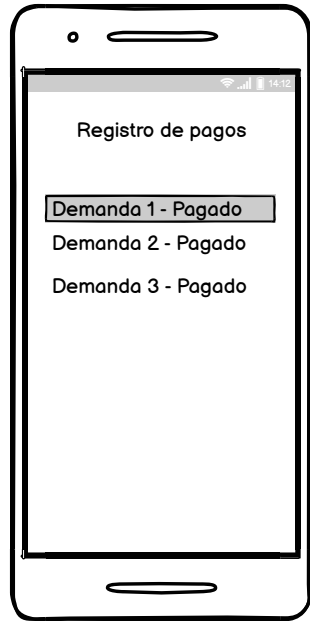 14:12
Registro de pagos
Demanda 1 - Pagado
Demanda 2 - Pagado
Demanda 3 - Pagado